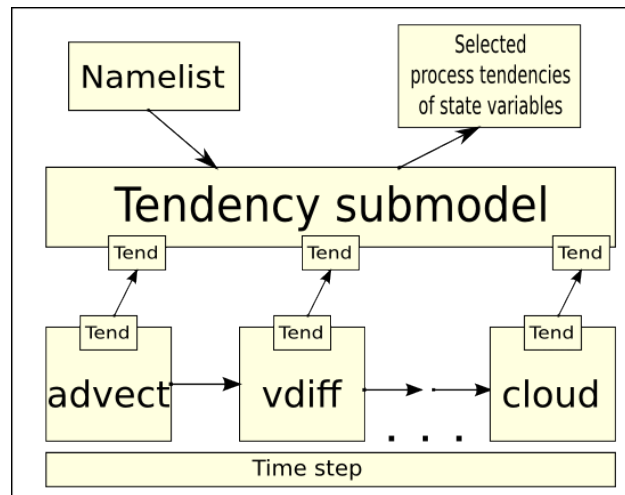 Namelist
Selected
process tendencies
of state variables
Tendency submodel
Tend
Tend
Tend
Tend
Tend
Tend
advect
vdiff
. . .
cloud
Time step